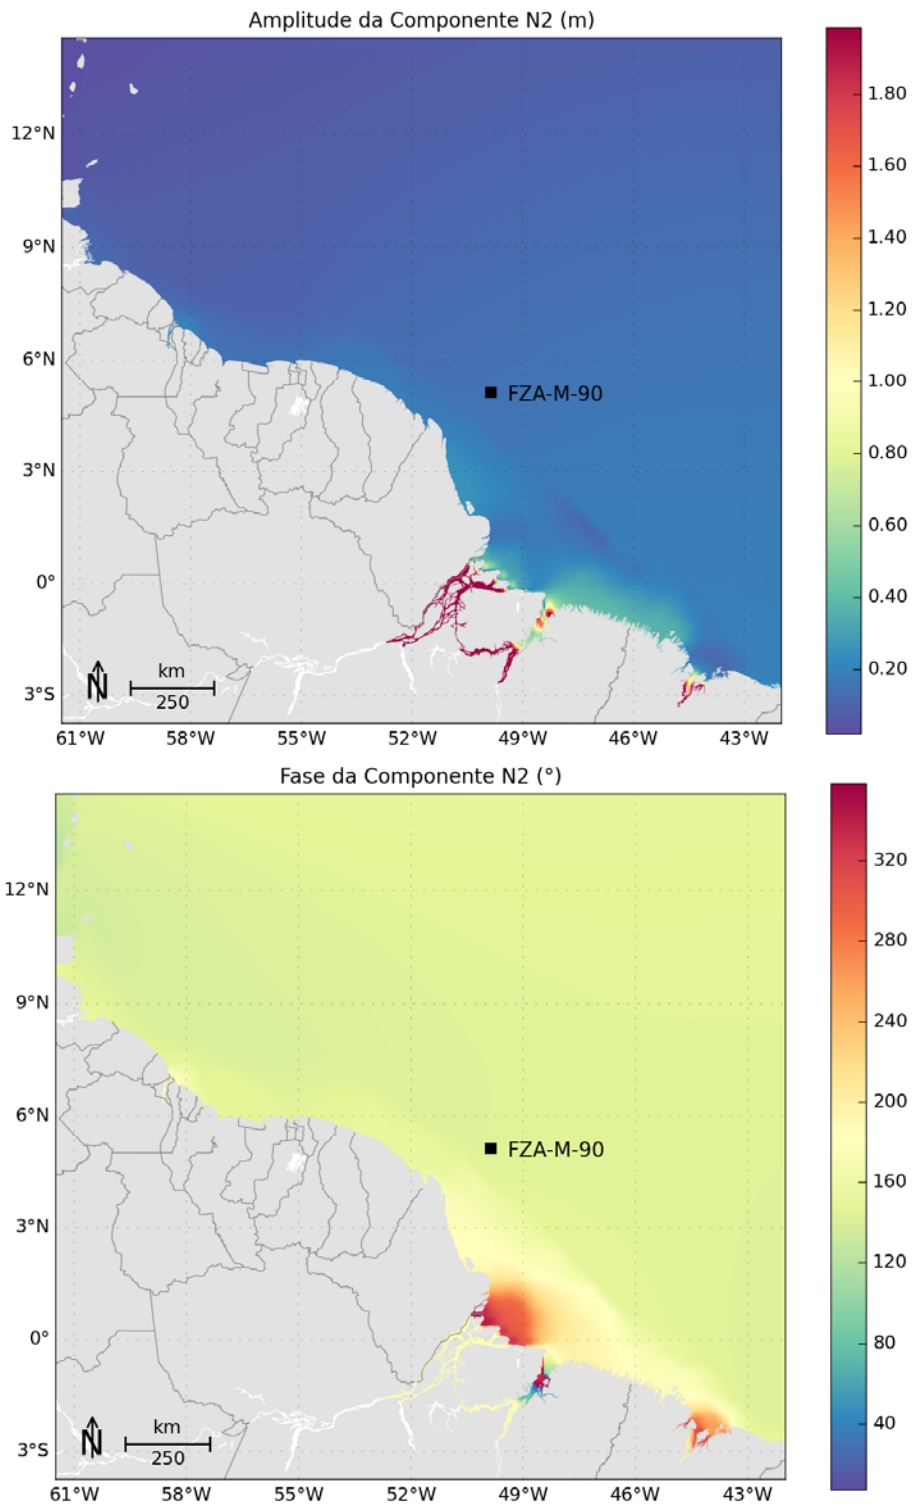 Amplitude da Componente N2 (m)
12°N
9°N
6°N
3°N
0°
3°S
FZA-M-90
N
km
250
61°W 58°W 55°W 52°W 49°W 46°W 43°W
1.80
1.60
1.40
1.20
1.00
0.80
0.60
0.40
0.20
Fase da Componente N2 (°)
12°N
9°N
6°N
3°N
0°
3°S
FZA-M-90
N
km
250
61°W 58°W 55°W 52°W 49°W 46°W 43°W
320
280
240
200
160
120
80
40